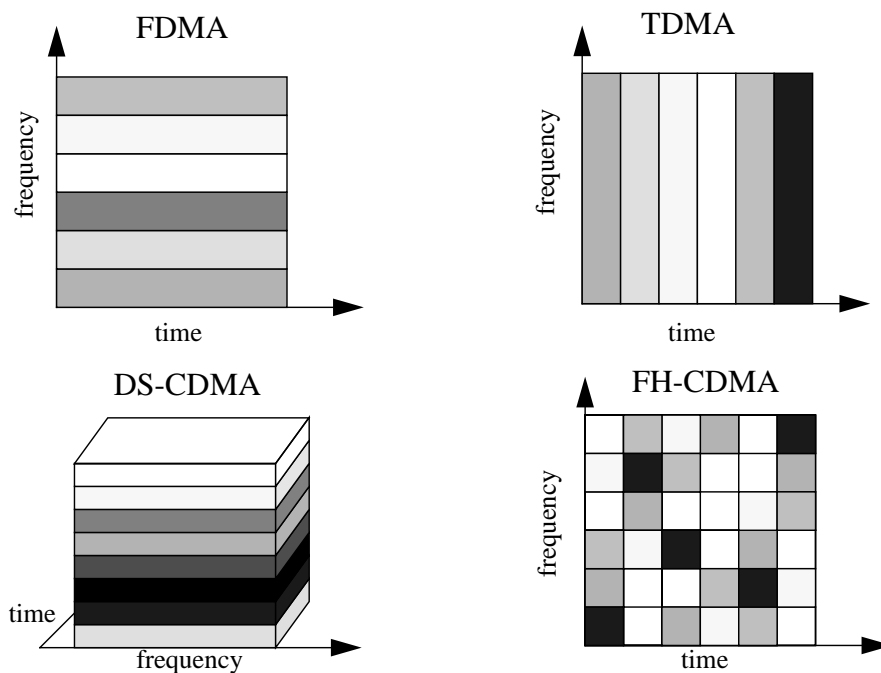 FDMA
frequency
time
TDMA
frequency
time
DS-CDMA
time
frequency
FH-CDMA
frequency
time